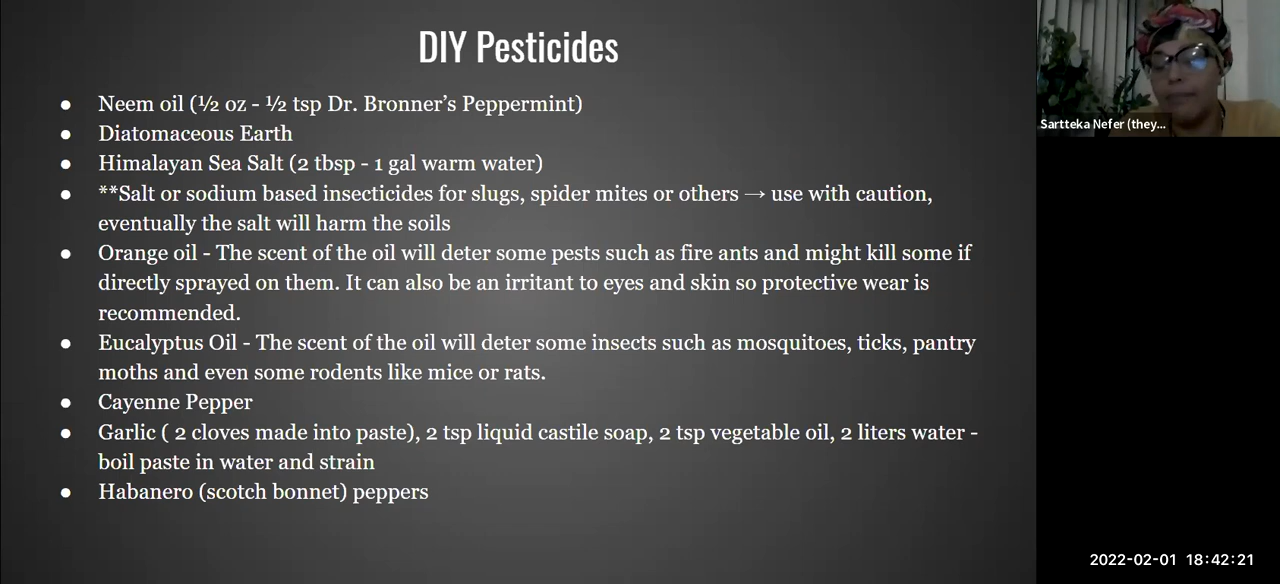 DIY Pesticides
● Neem oil (½ oz - ½ tsp Dr. Bronner’s Peppermint)
● Diatomaceous Earth
● Himalayan Sea Salt (2 tbsp - 1 gal warm water)
● **Salt or sodium based insecticides for slugs, spider mites or others → use with caution,
eventually the salt will harm the soils
● Orange oil - The scent of the oil will deter some pests such as fire ants and might kill some if
directly sprayed on them. It can also be an irritant to eyes and skin so protective wear is
recommended.
● Eucalyptus Oil - The scent of the oil will deter some insects such as mosquitoes, ticks, pantry
moths and even some rodents like mice or rats.
● Cayenne Pepper
● Garlic ( 2 cloves made into paste), 2 tsp liquid castile soap, 2 tsp vegetable oil, 2 liters water -
boil paste in water and strain
● Habanero (scotch bonnet) peppers
Sartteka Nefer (they...
2022-02-01 18:42:21